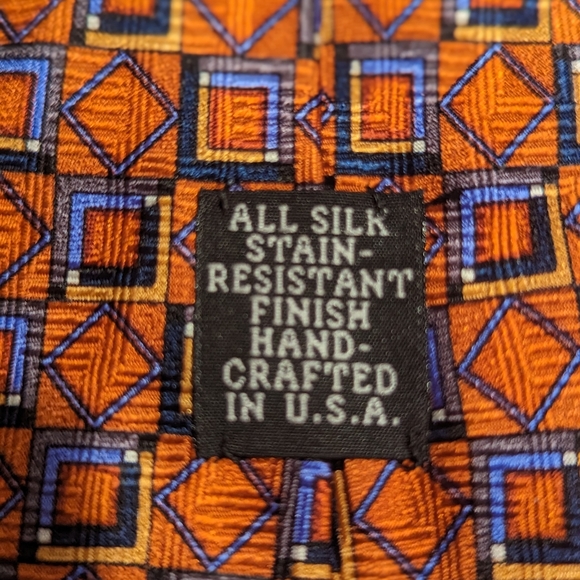 ALL SILK
STAIN-
RESISTANT
FINISH
HAND-
CRAFTED
IN U.S.A.